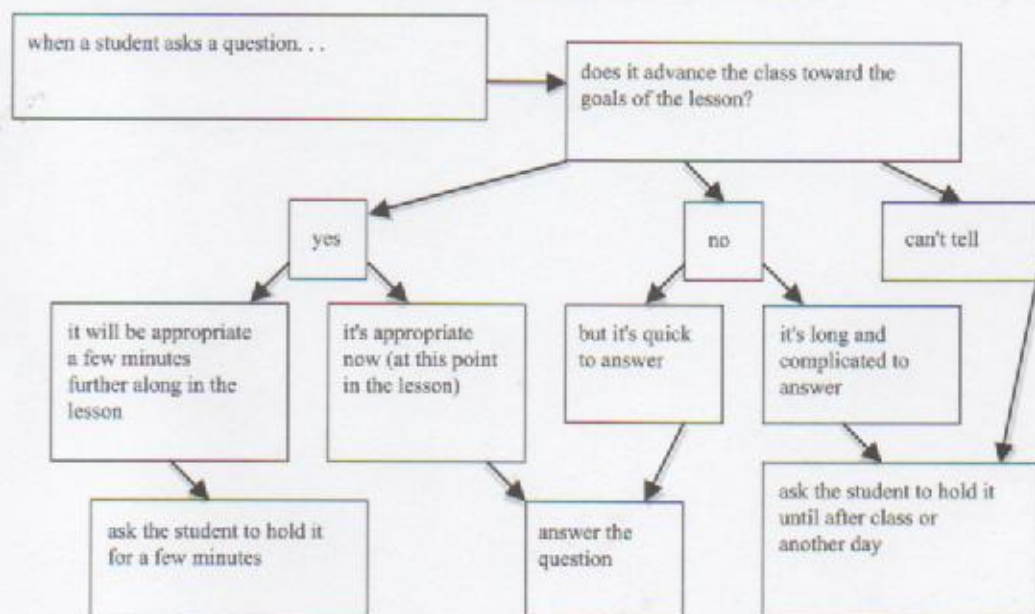 when a student asks a question. . .
does it advance the class toward the
goals of the lesson?
yes
no
can't tell
it will be appropriate
a few minutes
further along in the
lesson
it's appropriate
now (at this point
in the lesson)
but it's quick
to answer
it's long and
complicated to
answer
ask the student to hold it
for a few minutes
answer the
question
ask the student to hold it
until after class or
another day